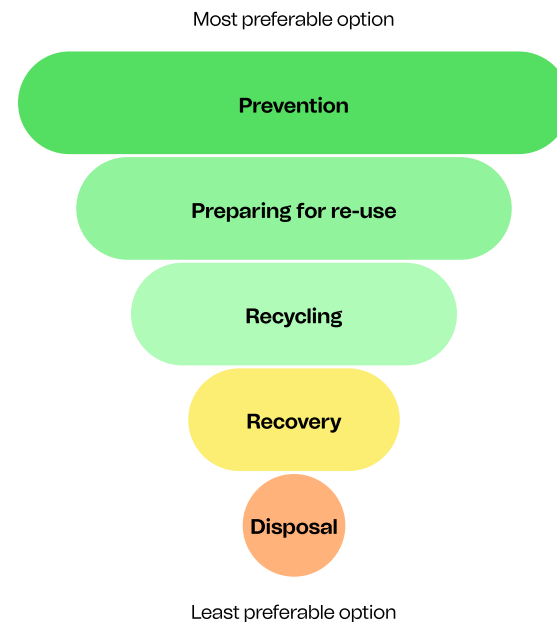 Most preferable option
Prevention
Preparing for re-use
Recycling
Recovery
Disposal
Least preferable option